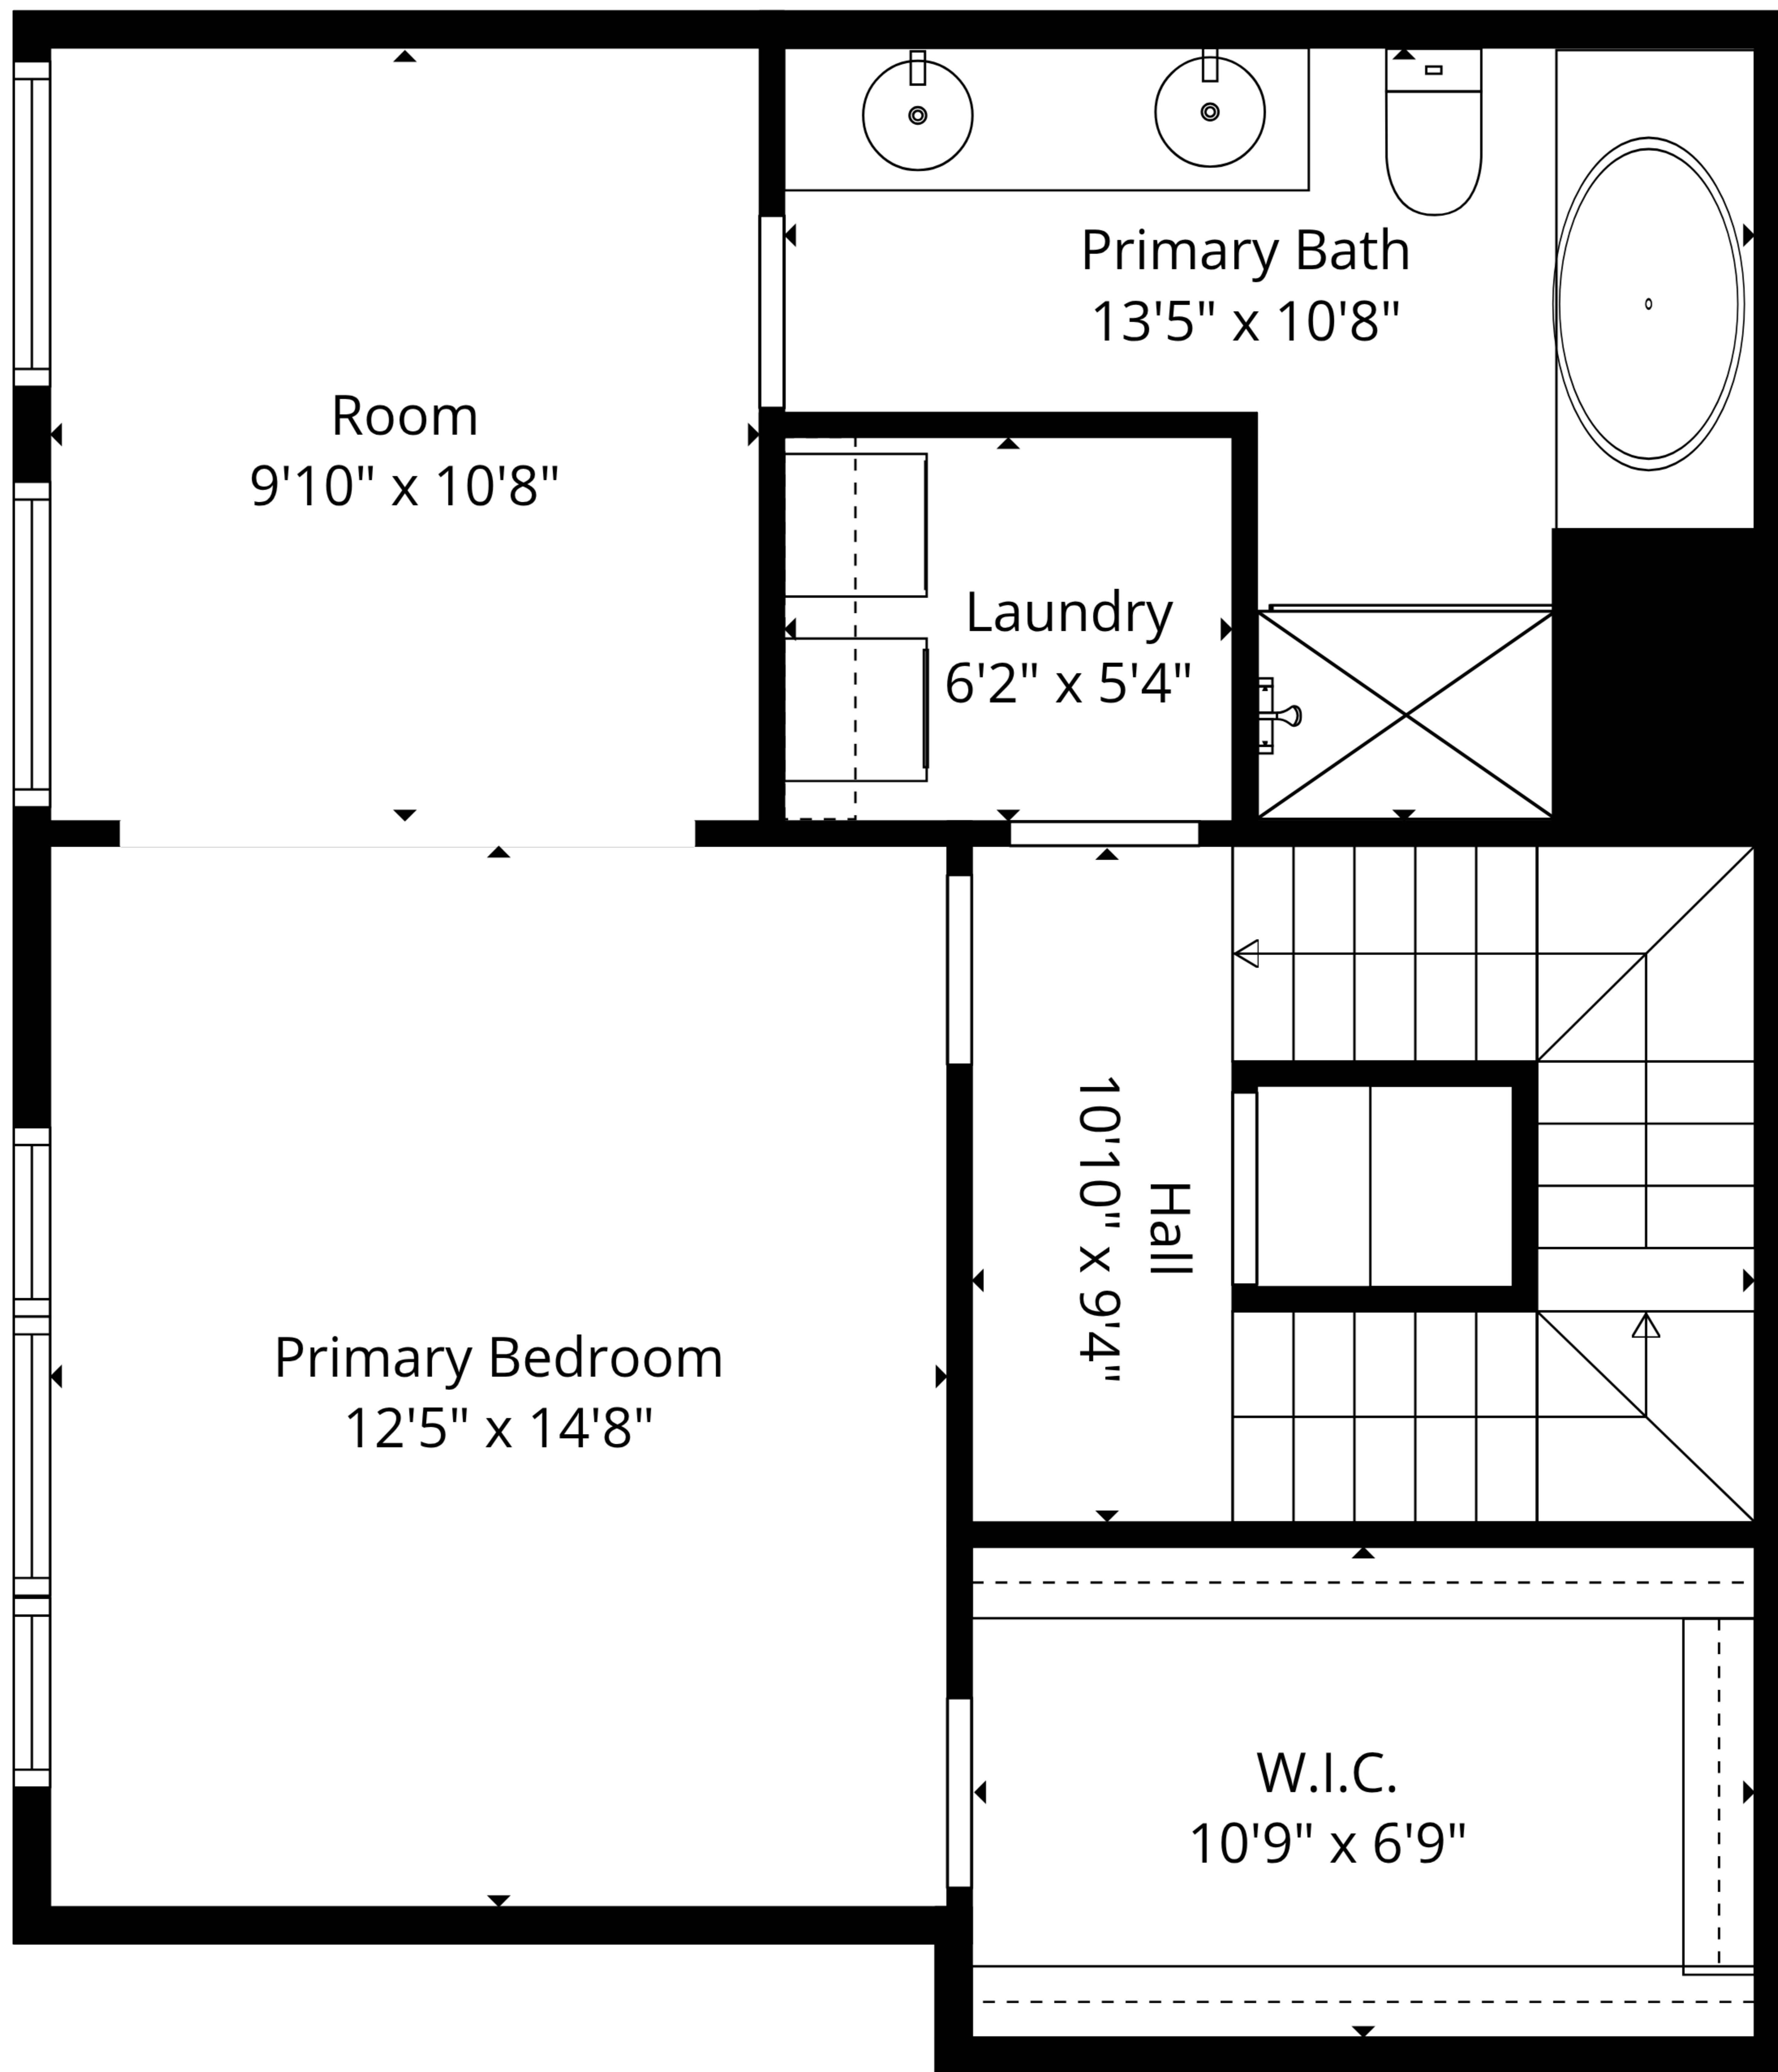 Primary Bath
13'5" x 10'8"
Room
9'10" x 10'8"
Laundry
6'2" x 5'4"
Hall
10'10" x 9'4"
Primary Bedroom
12'5" x 14'8"
W.I.C.
10'9" x 6'9"